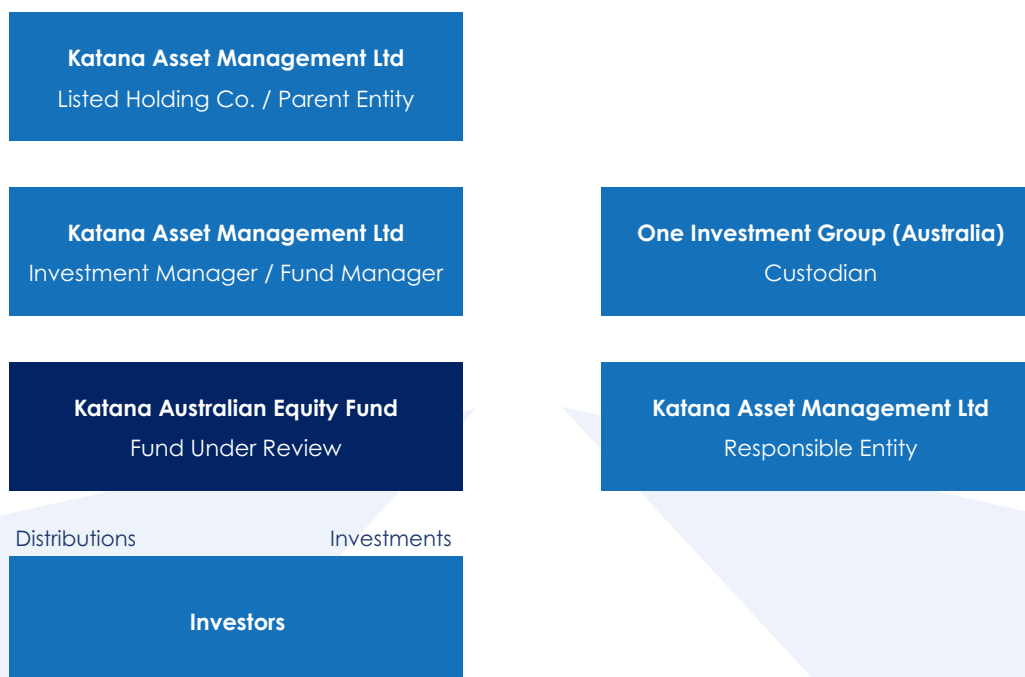 Katana Asset Management Ltd
Listed Holding Co. / Parent Entity
Katana Asset Management Ltd
Investment Manager / Fund Manager
One Investment Group (Australia)
Custodian
Katana Australian Equity Fund
Fund Under Review
Katana Asset Management Ltd
Responsible Entity
Distributions
Investments
Investors